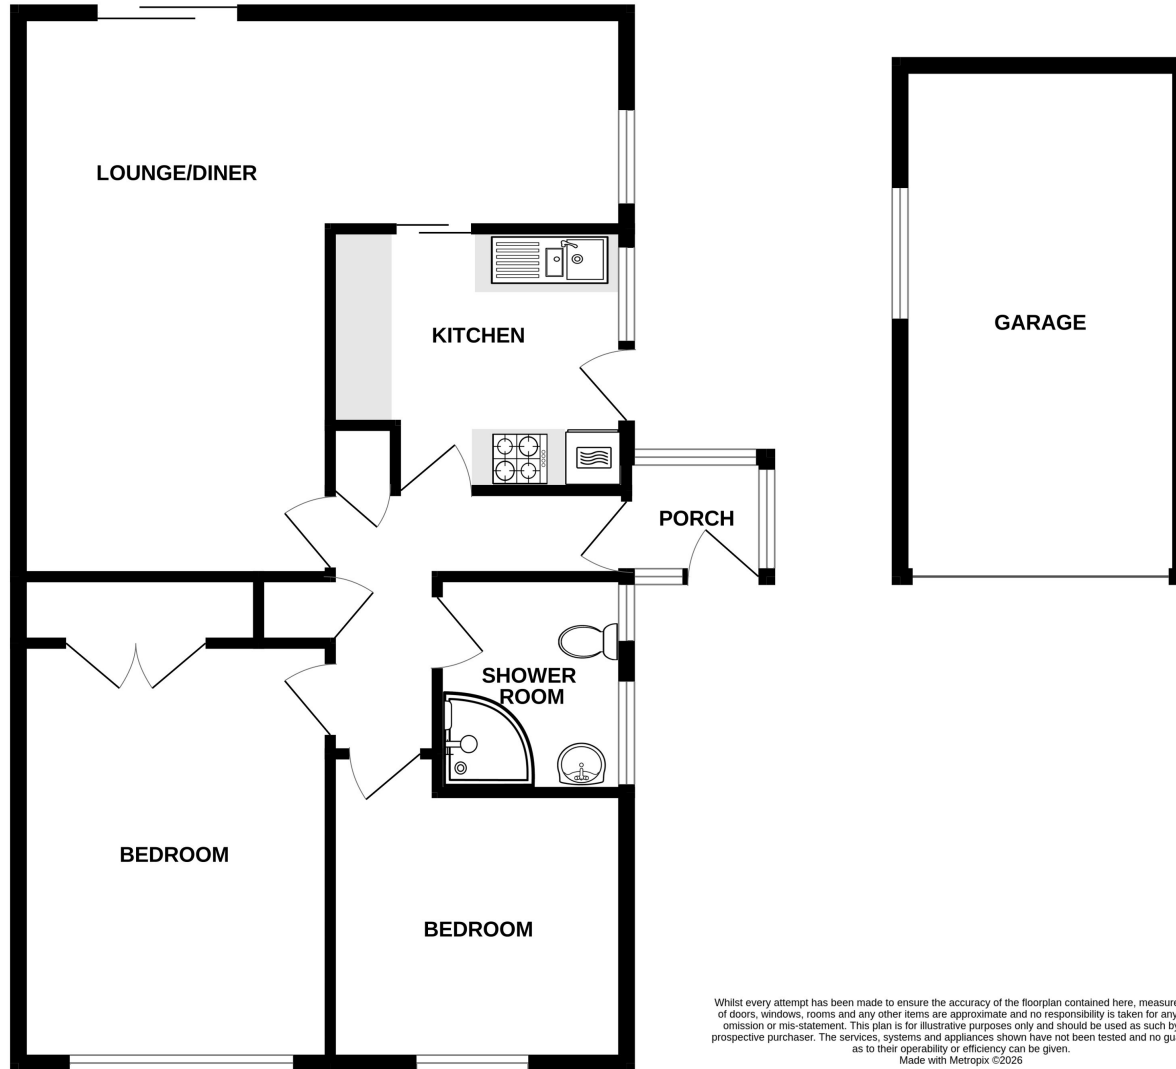 LOUNGE/DINER
KITCHEN
GARAGE
PORCH
SHOWER
ROOM
BEDROOM
BEDROOM
Whilst every attempt has been made to ensure the accuracy of the floorplan contained here,
of doors, windows, rooms and any other items are approximate and no responsibility is taken for any
omission or mis-statement. This plan is for illustrative purposes only and should be used as such by
prospective purchaser. The services, systems and appliances shown have not been tested and no
as to their operability or efficiency can be given.
Made with Metropix ©2026